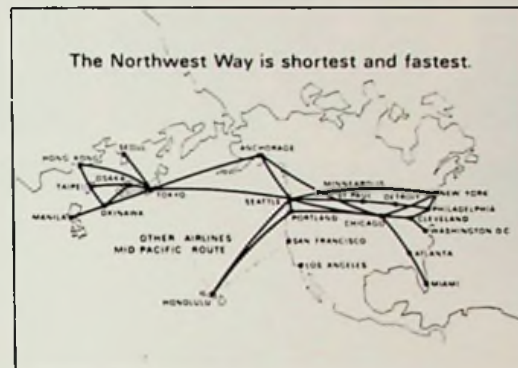 The Northwest Way is shortest and fastest.
SEOUL
ANCHORAGE
HONG KONG
OSAKA
TAIPEI
TOKYO
MINNEAPOLIS
ST PAUL
DETROIT
NEW YORK
SEATTLE
MANILA
OKINAWA
PORTLAND
CHICAGO
PHILADELPHIA
CLEVELAND
WASHINGTON D.C
OTHER AIRLINES
MID PACIFIC ROUTE
SAN FRANCISCO
ATLANTA
LOS ANGELES
MIAMI
HONOLULU